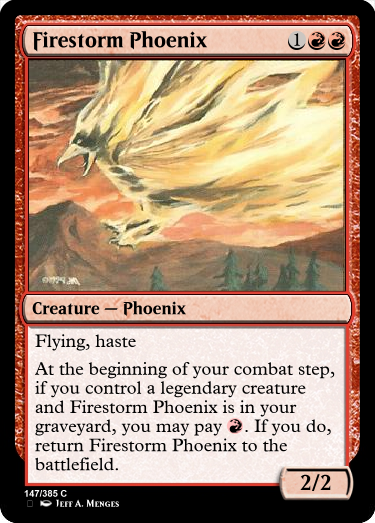 Firestorm Phoenix 1
Creature — Phoenix
Flying, haste
At the beginning of your combat step,
if you control a legendary creature
and Firestorm Phoenix is in your
graveyard, you may pay . If you do,
return Firestorm Phoenix to the
battlefield.
2/2
147/385 C
Jeff A. Menges